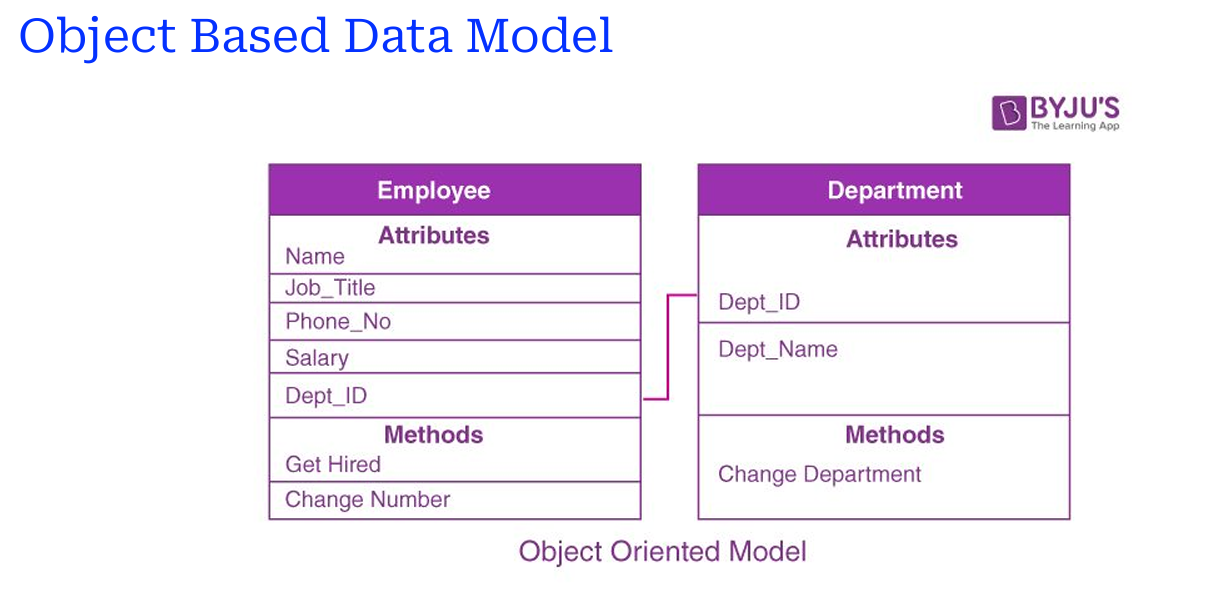 Object Based Data Model
BYJU'S
The Learning App
Employee
Attributes
Name
Job_Title
Phone_No
Salary
Dept_ID
Methods
Get Hired
Change Number
Department
Attributes
Dept_ID
Dept_Name
Methods
Change Department
Object Oriented Model